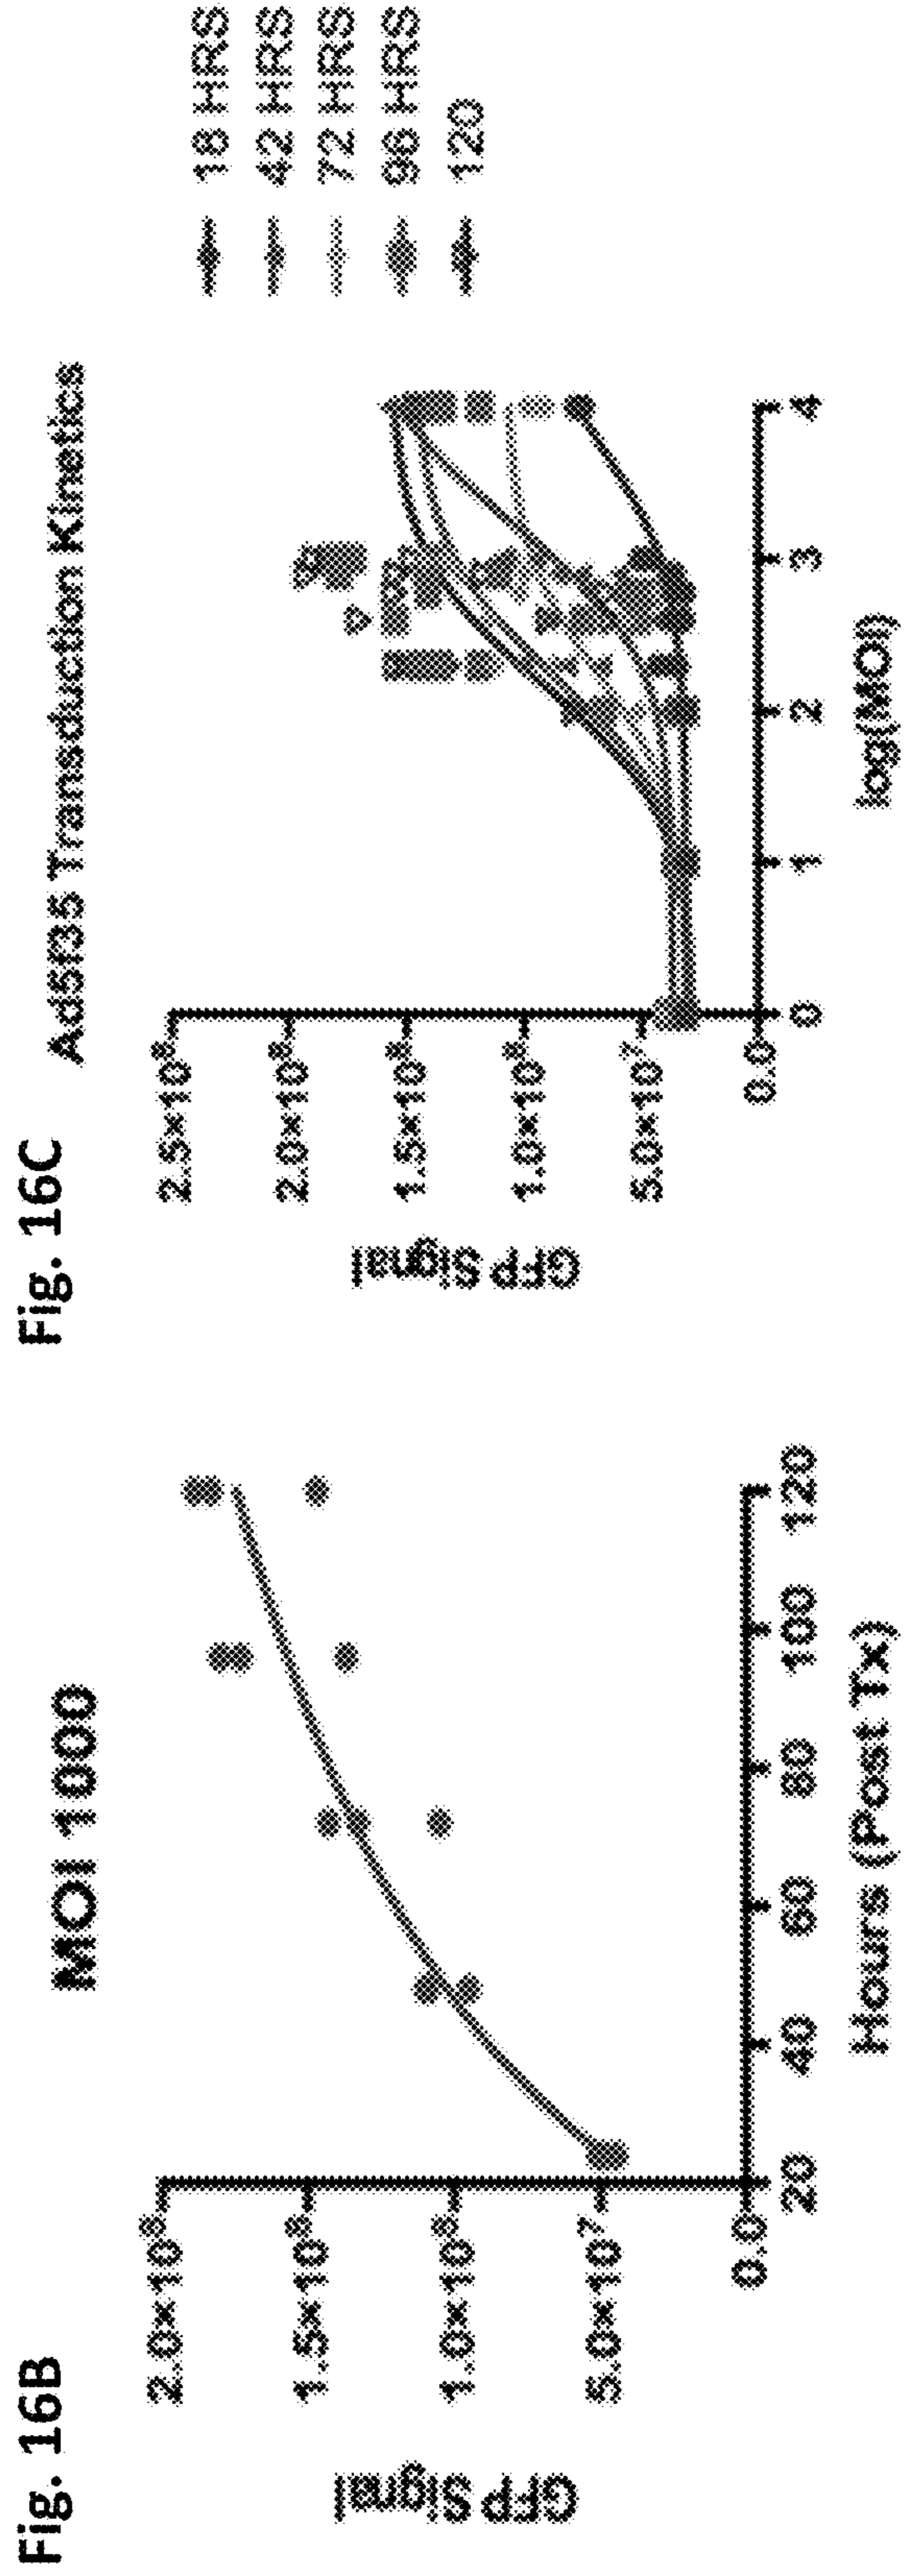 Fig. 16B
MOI 1000
GFP Signal
2.0×10⁸
1.5×10⁸
1.0×10⁸
5.0×10⁷
0.0
20 40 60 80 100 120
Hours (Post Tx)
Fig. 16C
Ad5f35 Transduction Kinetics
GFP Signal
2.5×10⁸
2.0×10⁸
1.5×10⁸
1.0×10⁸
5.0×10⁷
0.0
0 1 2 3 4
log(MOI)
18 HRS
42 HRS
72 HRS
96 HRS
120